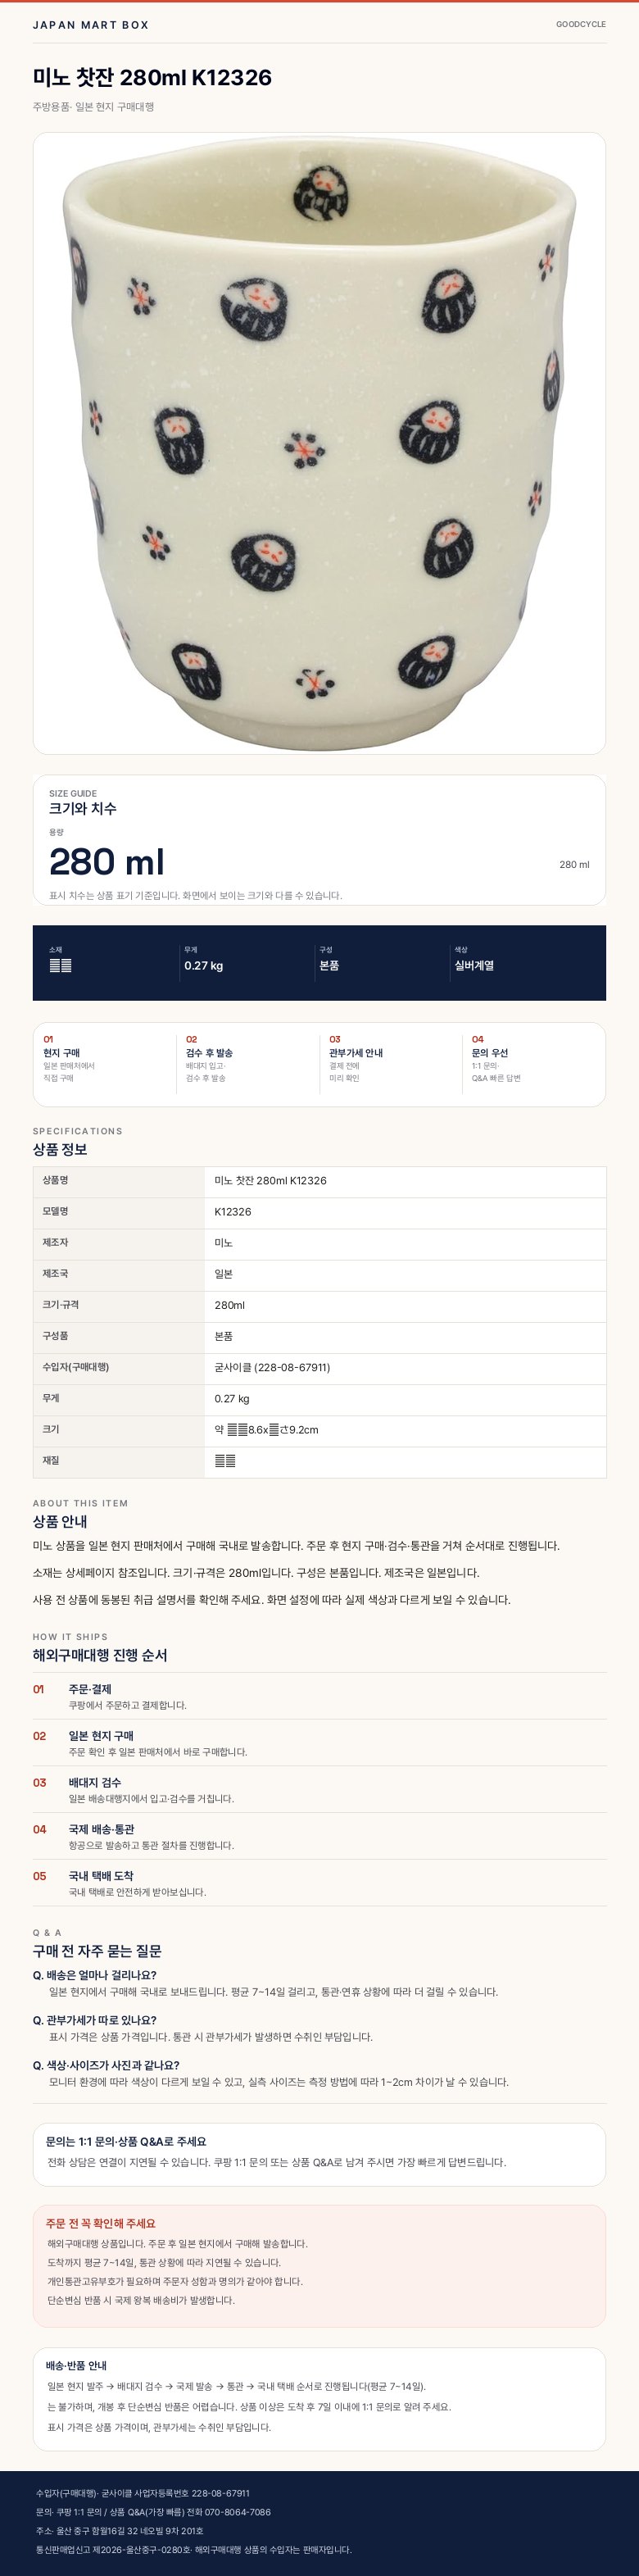 JAPAN MART BOX
GOODCYCLE
미노 찻잔 280ml K12326
주방용품· 일본 현지 구매대행
SIZE GUIDE
크기와 치수
용량
280 ml
280 ml
표시 치수는 상품 표기 기준입니다. 화면에서 보이는 크기와 다를 수 있습니다.
소재
무게
0.27 kg
구성
본품
색상
실버계열
01
현지 구매
일본 판매처에서
직접 구매
02
검수 후 발송
배대지 입고·
검수 후 발송
03
관부가세 안내
결제 전에
미리 확인
04
문의 우선
1:1 문의·
Q&A 빠른 답변
SPECIFICATIONS
상품 정보
상품명 미노 찻잔 280ml K12326
모델명 K12326
제조자 미노
제조국 일본
크기·규격 280ml
구성품 본품
수입자(구매대행) 굳사이클 (228-08-67911)
무게 0.27 kg
크기 약 8.6x さ9.2cm
재질
ABOUT THIS ITEM
상품 안내
미노 상품을 일본 현지 판매처에서 구매해 국내로 발송합니다. 주문 후 현지 구매·검수·통관을 거쳐 순서대로 진행됩니다.
소재는 상세페이지 참조입니다. 크기·규격은 280ml입니다. 구성은 본품입니다. 제조국은 일본입니다.
사용 전 상품에 동봉된 취급 설명서를 확인해 주세요. 화면 설정에 따라 실제 색상과 다르게 보일 수 있습니다.
HOW IT SHIPS
해외구매대행 진행 순서
01 주문·결제
쿠팡에서 주문하고 결제합니다.
02 일본 현지 구매
주문 확인 후 일본 판매처에서 바로 구매합니다.
03 배대지 검수
일본 배송대행지에서 입고·검수를 거칩니다.
04 국제 배송·통관
항공으로 발송하고 통관 절차를 진행합니다.
05 국내 택배 도착
국내 택배로 안전하게 받아보십니다.
Q & A
구매 전 자주 묻는 질문
Q. 배송은 얼마나 걸리나요?
일본 현지에서 구매해 국내로 보내드립니다. 평균 7~14일 걸리고, 통관·연휴 상황에 따라 더 걸릴 수 있습니다.
Q. 관부가세가 따로 있나요?
표시 가격은 상품 가격입니다. 통관 시 관부가세가 발생하면 수취인 부담입니다.
Q. 색상·사이즈가 사진과 같나요?
모니터 환경에 따라 색상이 다르게 보일 수 있고, 실측 사이즈는 측정 방법에 따라 1~2cm 차이가 날 수 있습니다.
문의는 1:1 문의·상품 Q&A로 주세요
전화 상담은 연결이 지연될 수 있습니다. 쿠팡 1:1 문의 또는 상품 Q&A로 남겨 주시면 가장 빠르게 답변드립니다.
주문 전 꼭 확인해 주세요
해외구매대행 상품입니다. 주문 후 일본 현지에서 구매해 발송합니다.
도착까지 평균 7~14일, 통관 상황에 따라 지연될 수 있습니다.
개인통관고유부호가 필요하며 주문자 성함과 명의가 같아야 합니다.
단순변심 반품 시 국제 왕복 배송비가 발생합니다.
배송·반품 안내
일본 현지 발주 → 배대지 검수 → 국제 발송 → 통관 → 국내 택배 순서로 진행됩니다(평균 7~14일).
는 불가하며, 개봉 후 단순변심 반품은 어렵습니다. 상품 이상은 도착 후 7일 이내에 1:1 문의로 알려 주세요.
표시 가격은 상품 가격이며, 관부가세는 수취인 부담입니다.
수입자(구매대행)· 굳사이클 사업자등록번호 228-08-67911
문의· 쿠팡 1:1 문의 / 상품 Q&A(가장 빠름) 전화 070-8064-7086
주소· 울산 중구 함월16길 32 네오빌 9차 201호
통신판매업신고 제2026-울산중구-0280호· 해외구매대행 상품의 수입자는 판매자입니다.